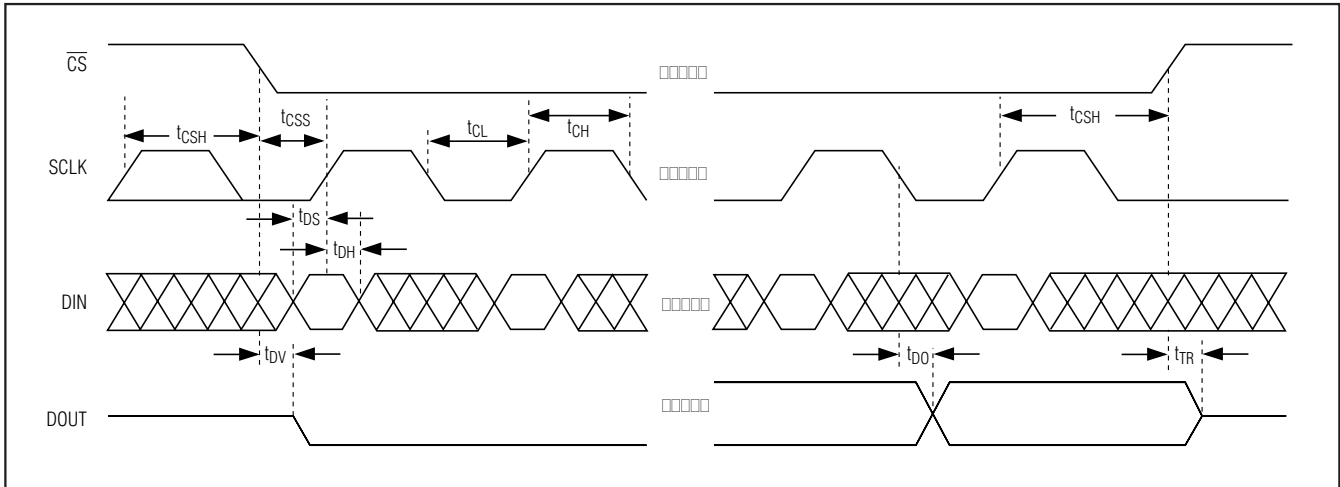 CS
tCSS
tCSH
tCL
tCH
tCSH
SCLK
tDS
tDH
DIN
tDV
tDO
tTR
DOUT